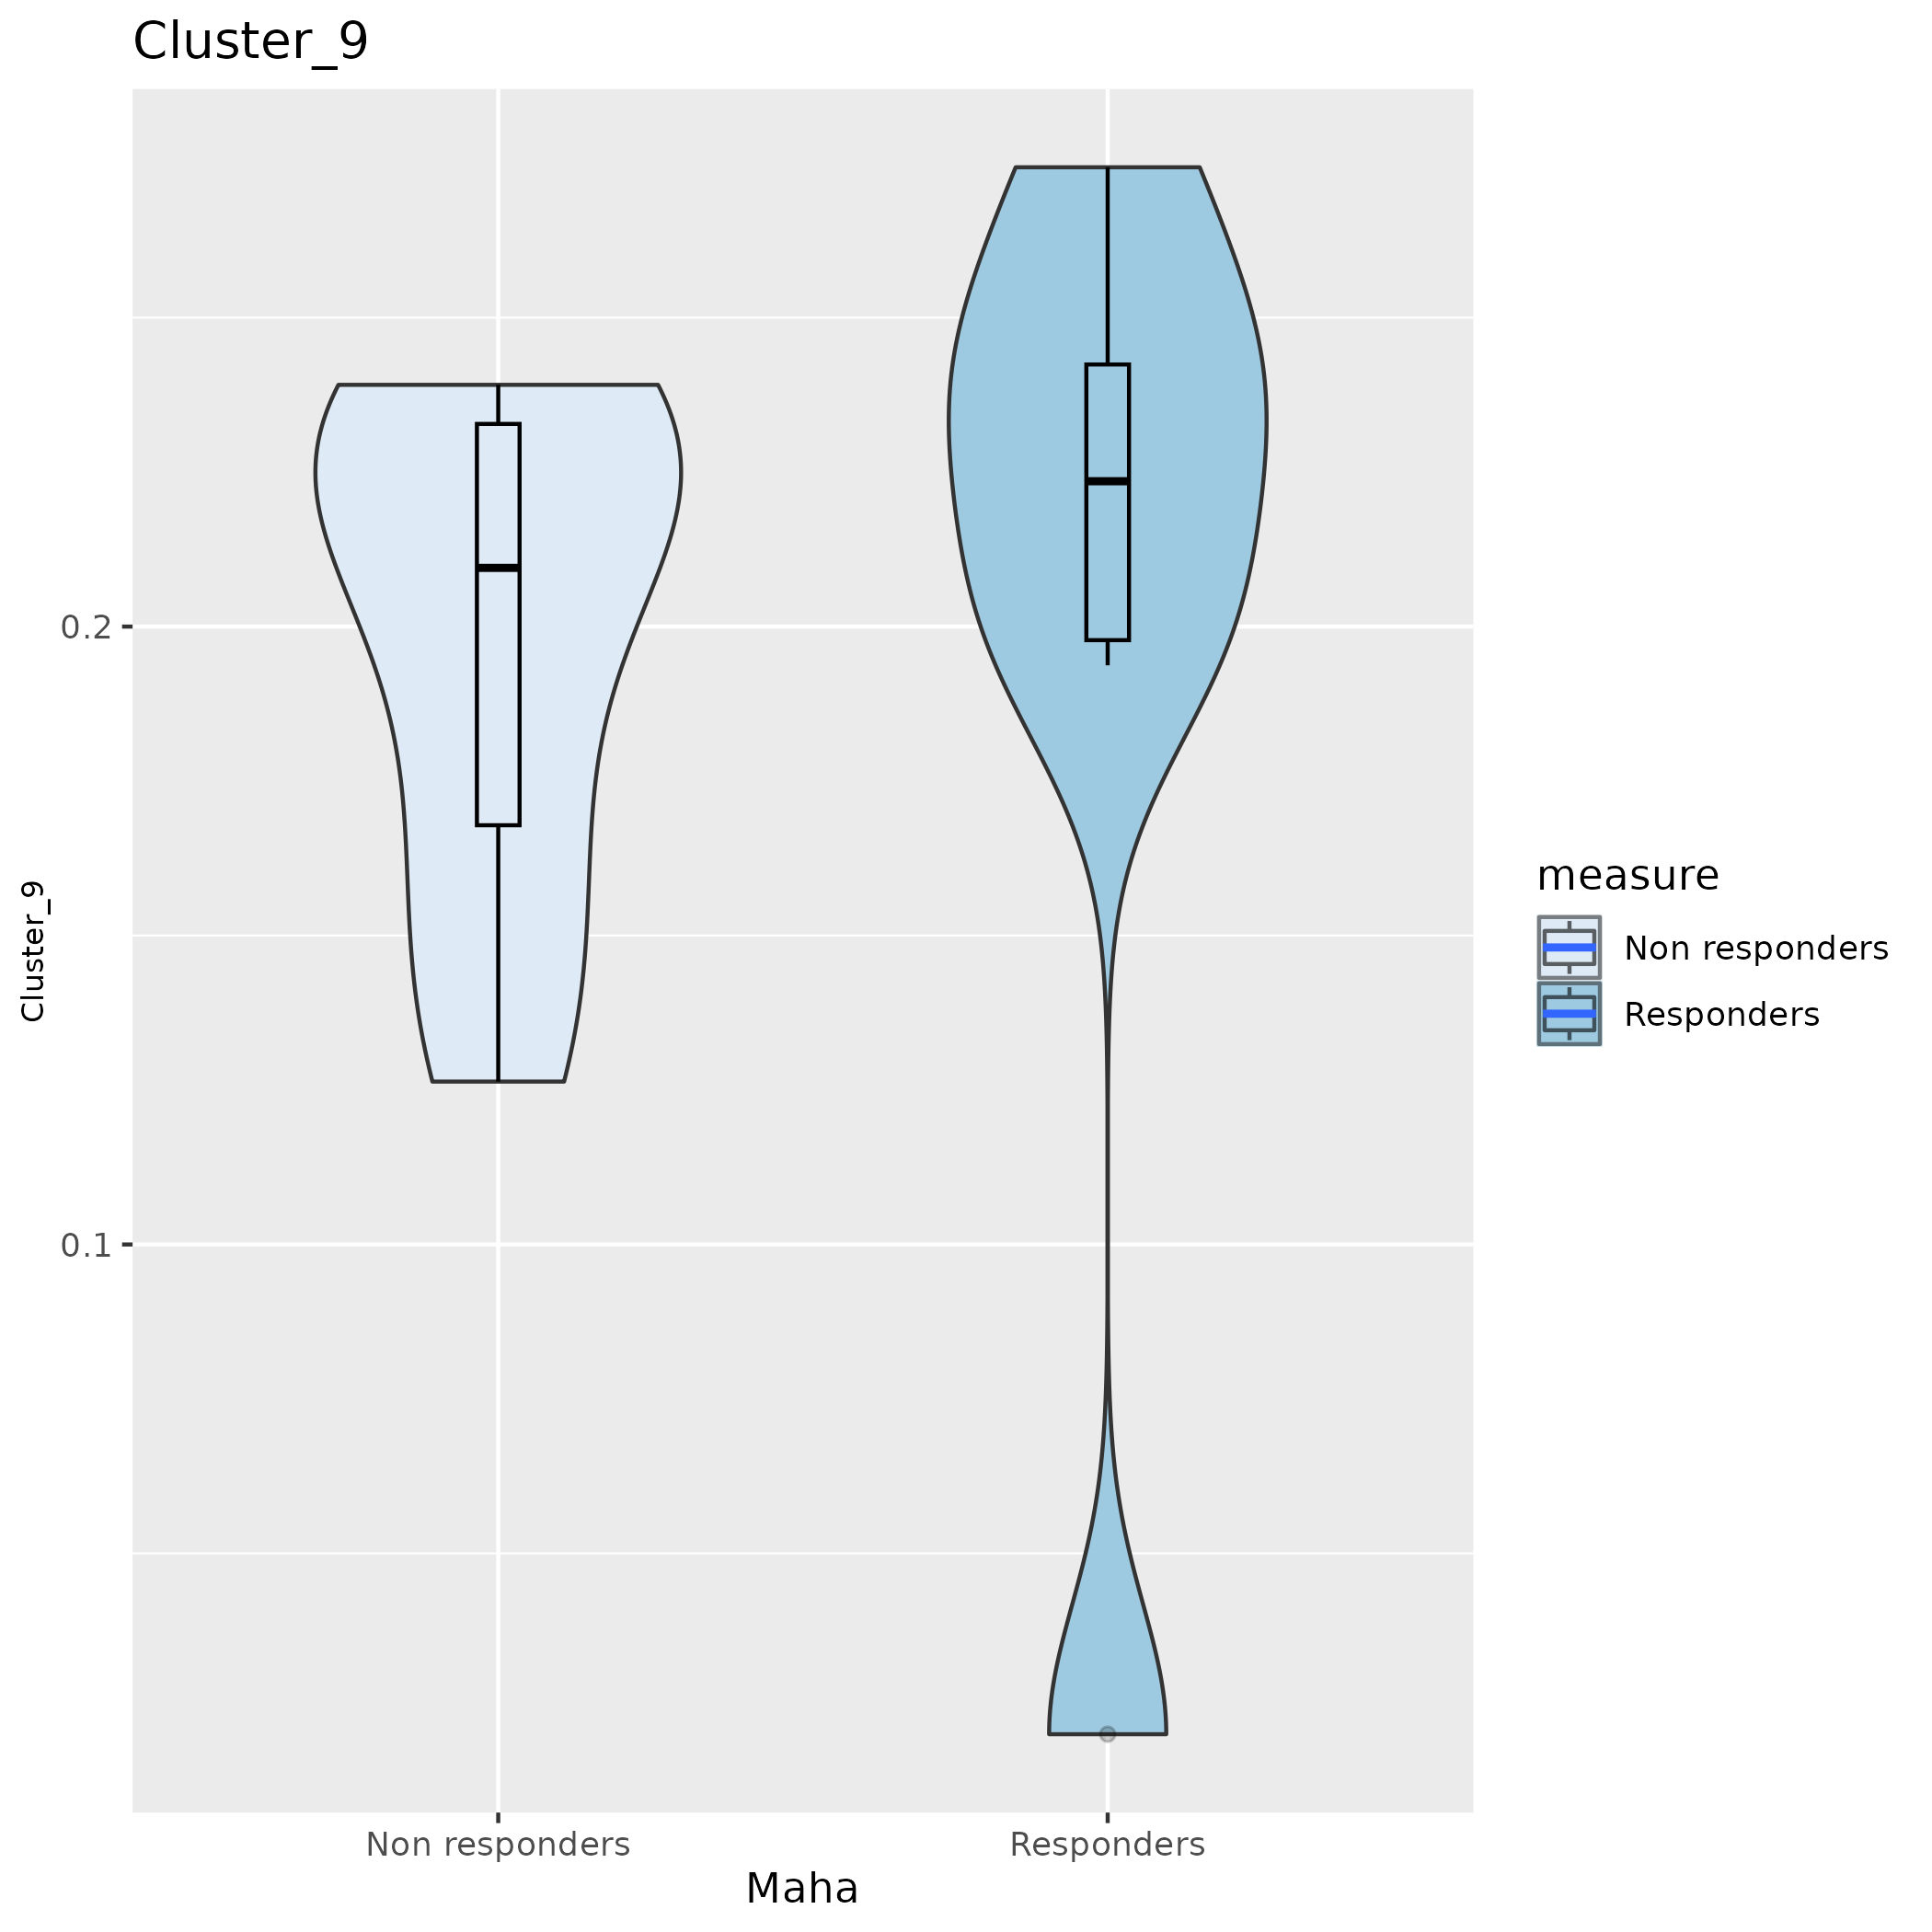 Cluster_9
Cluster_9
0.2
0.1
Non responders
Responders
Maha
measure
Non responders
Responders